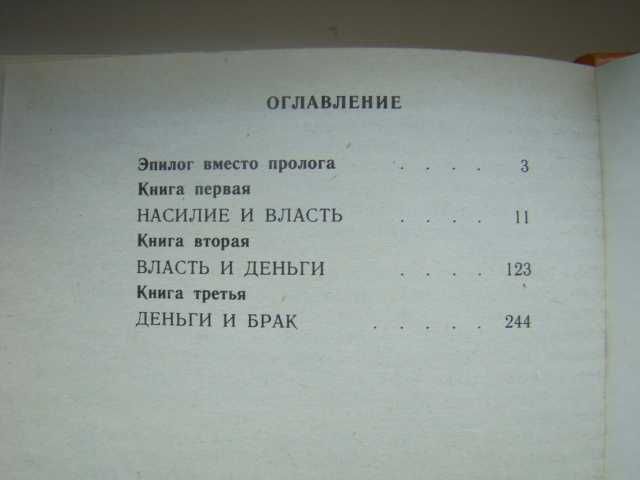 ОГЛАВЛЕНИЕ
Эпилог вместо пролога . . . . 3
Книга первая
НАСИЛИЕ И ВЛАСТЬ . . . . 11
Книга вторая
ВЛАСТЬ И ДЕНЬГИ . . . . 123
Книга третья
ДЕНЬГИ И БРАК . . . . . 244